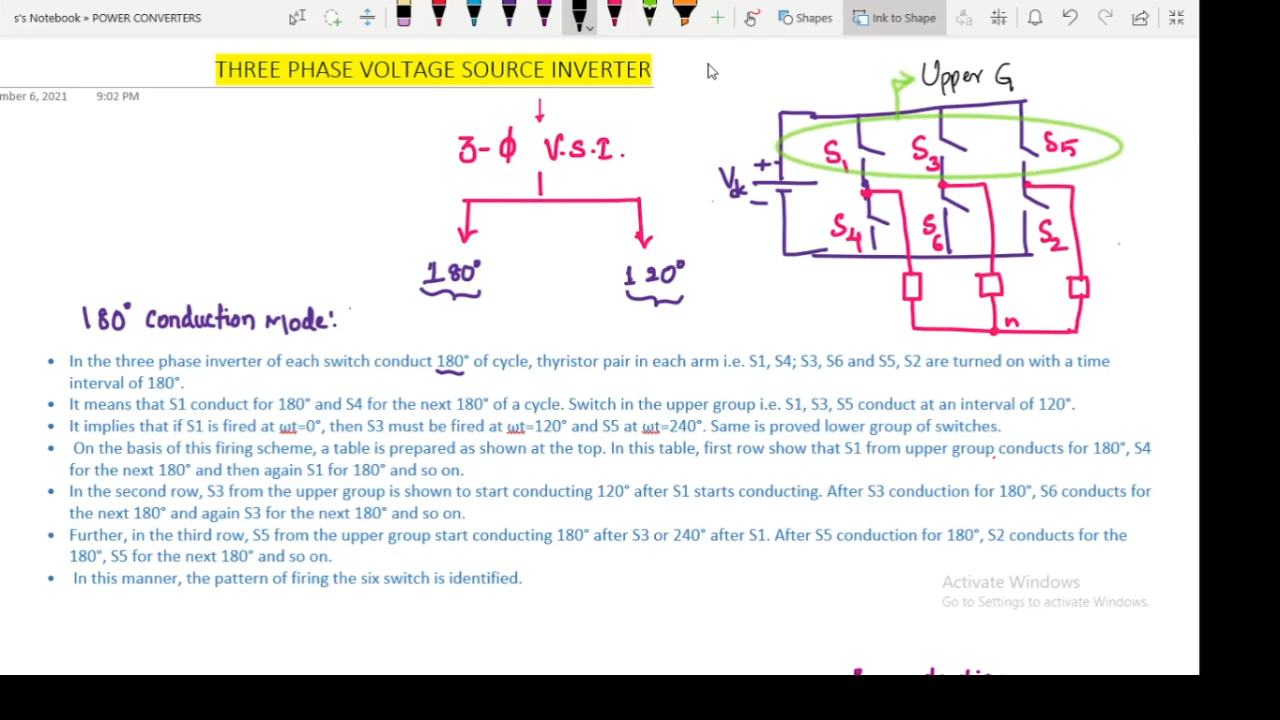 s's Notebook » POWER CONVERTERS
Shapes
Ink to Shape
THREE PHASE VOLTAGE SOURCE INVERTER
mber 6, 2021 9:02 PM
3-ϕ V.S.I.
180°
120°
Upper G
Vdc
+
−
S1
S3
S5
S4
S6
S2
n
180° Conduction Mode:
• In the three phase inverter of each switch conduct 180° of cycle, thyristor pair in each arm i.e. S1, S4; S3, S6 and S5, S2 are turned on with a time
interval of 180°.
• It means that S1 conduct for 180° and S4 for the next 180° of a cycle. Switch in the upper group i.e. S1, S3, S5 conduct at an interval of 120°.
• It implies that if S1 is fired at ωt=0°, then S3 must be fired at ωt=120° and S5 at ωt=240°. Same is proved lower group of switches.
• On the basis of this firing scheme, a table is prepared as shown at the top. In this table, first row show that S1 from upper group conducts for 180°, S4
for the next 180° and then again S1 for 180° and so on.
• In the second row, S3 from the upper group is shown to start conducting 120° after S1 starts conducting. After S3 conduction for 180°, S6 conducts for
the next 180° and again S3 for the next 180° and so on.
• Further, in the third row, S5 from the upper group start conducting 180° after S3 or 240° after S1. After S5 conduction for 180°, S2 conducts for the
180°, S5 for the next 180° and so on.
• In this manner, the pattern of firing the six switch is identified.
Activate Windows
Go to Settings to activate Windows.